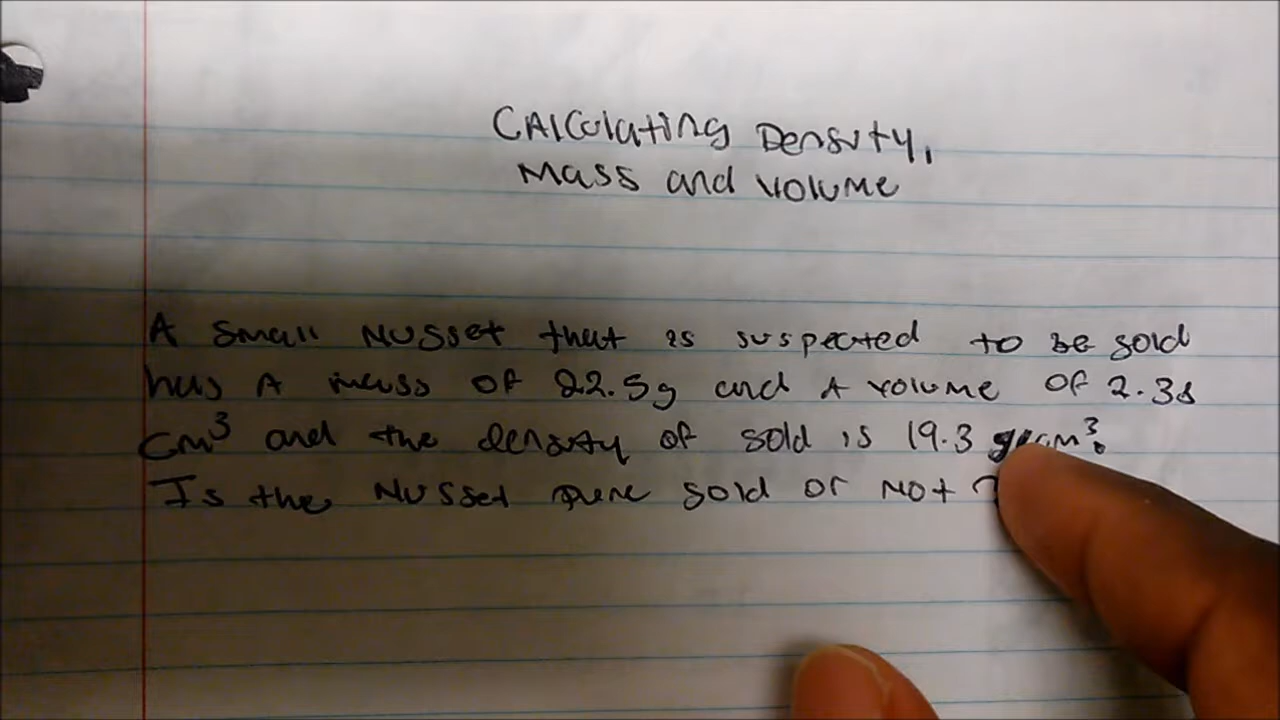 CALCulating Density,
Mass and volume
A small Nugget that is suspected to be gold
has A mass of 22.5g and A volume of 2.38
cm³ and the density of gold is 19.3 g/cm³.
Is the Nugget pure gold or Not ?